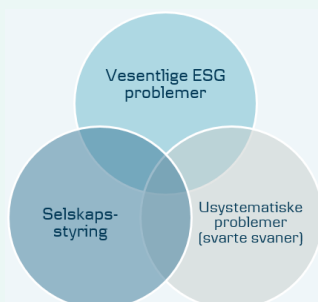 Vesentlige ESG
problemer
Selskaps-
styring
Usystematiske
problemer
(svarte svaner)